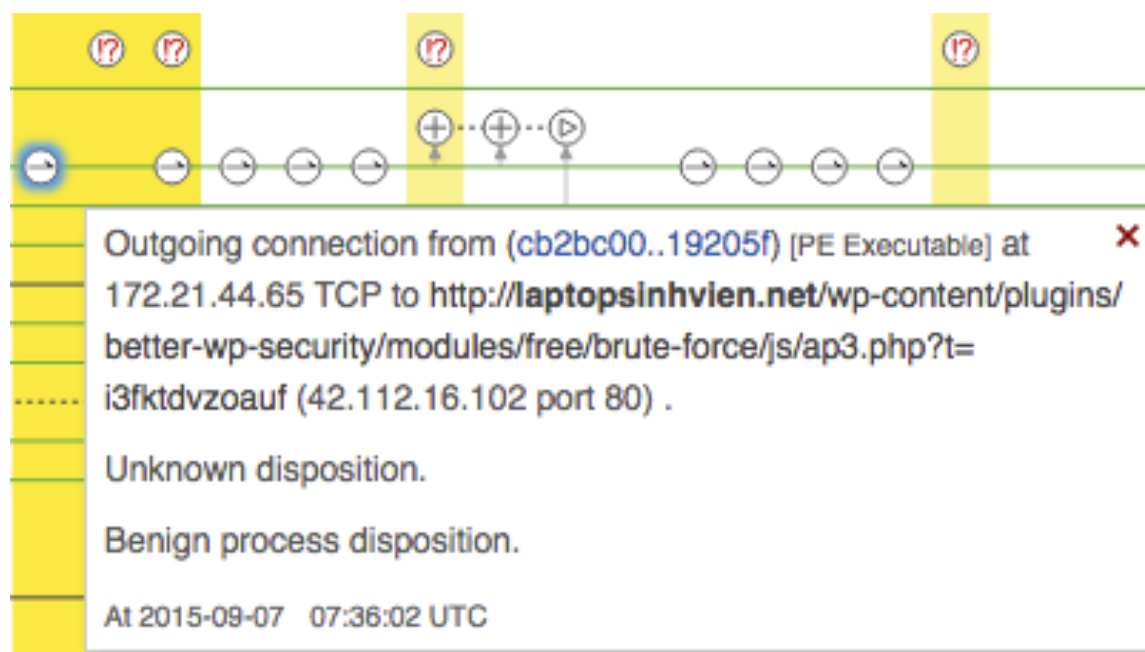 !? !? !? !?
Outgoing connection from (cb2bc00..19205f) [PE Executable] at
172.21.44.65 TCP to http://laptopsinhvien.net/wp-content/plugins/
better-wp-security/modules/free/brute-force/js/ap3.php?t=
i3fktdvzoauf (42.112.16.102 port 80) .
Unknown disposition.
Benign process disposition.
At 2015-09-07 07:36:02 UTC